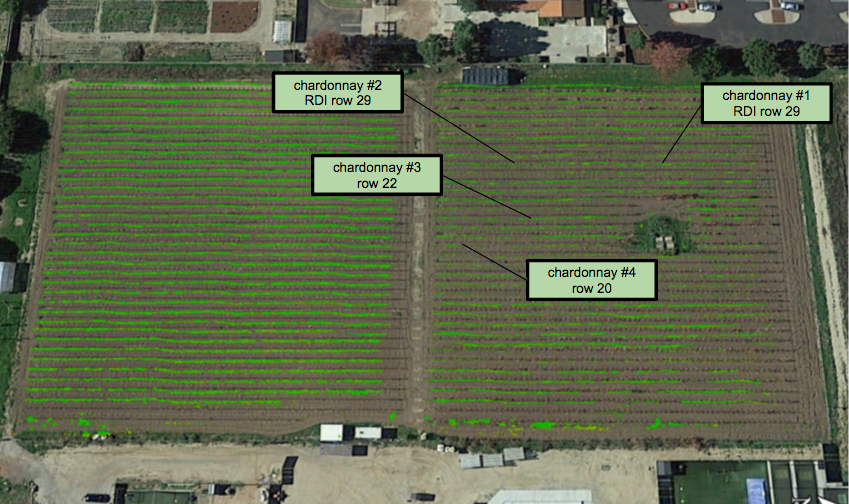 chardonnay #2
RDI row 29
chardonnay #1
RDI row 29
chardonnay #3
row 22
chardonnay #4
row 20